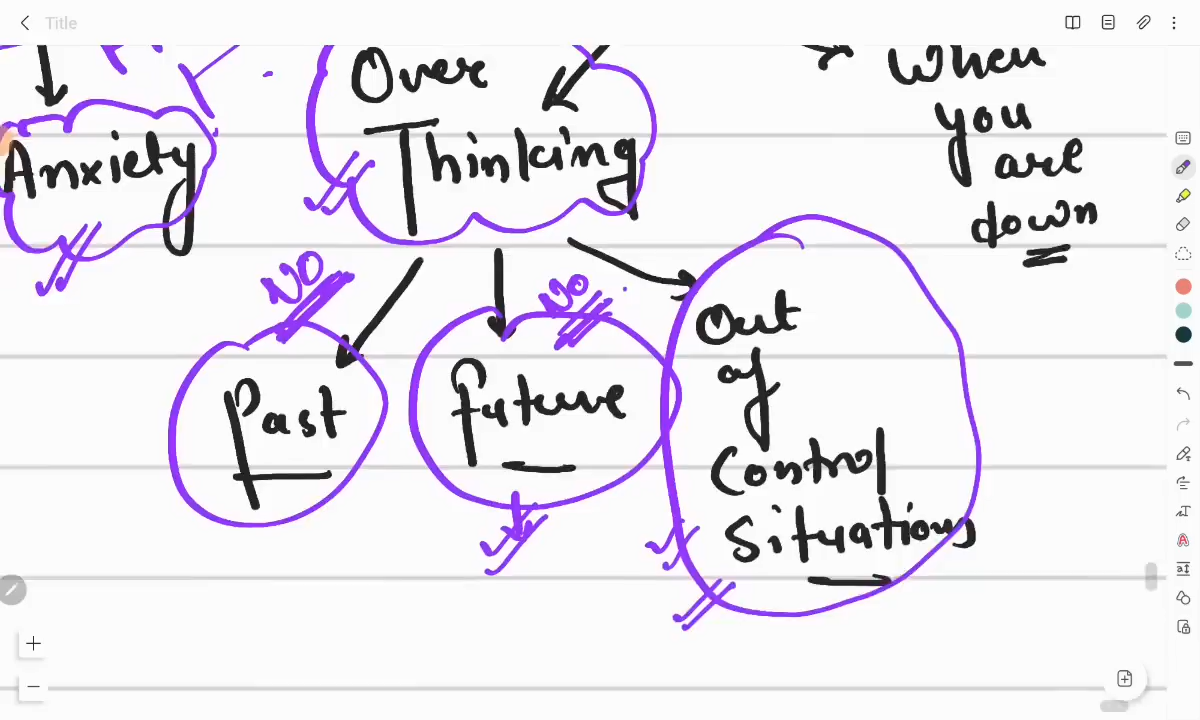 Title
Over
Thinking
Anxiety
When
you
are
down
NO
NO
Past
future
Out
of
Control
Situations